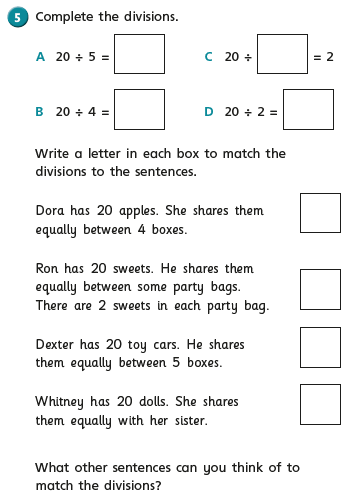 5 Complete the divisions.
A 20 ÷ 5 =
C 20 ÷ = 2
B 20 ÷ 4 =
D 20 ÷ 2 =
Write a letter in each box to match the
divisions to the sentences.
Dora has 20 apples. She shares them
equally between 4 boxes.
Ron has 20 sweets. He shares them
equally between some party bags.
There are 2 sweets in each party bag.
Dexter has 20 toy cars. He shares
them equally between 5 boxes.
Whitney has 20 dolls. She shares
them equally with her sister.
What other sentences can you think of to
match the divisions?